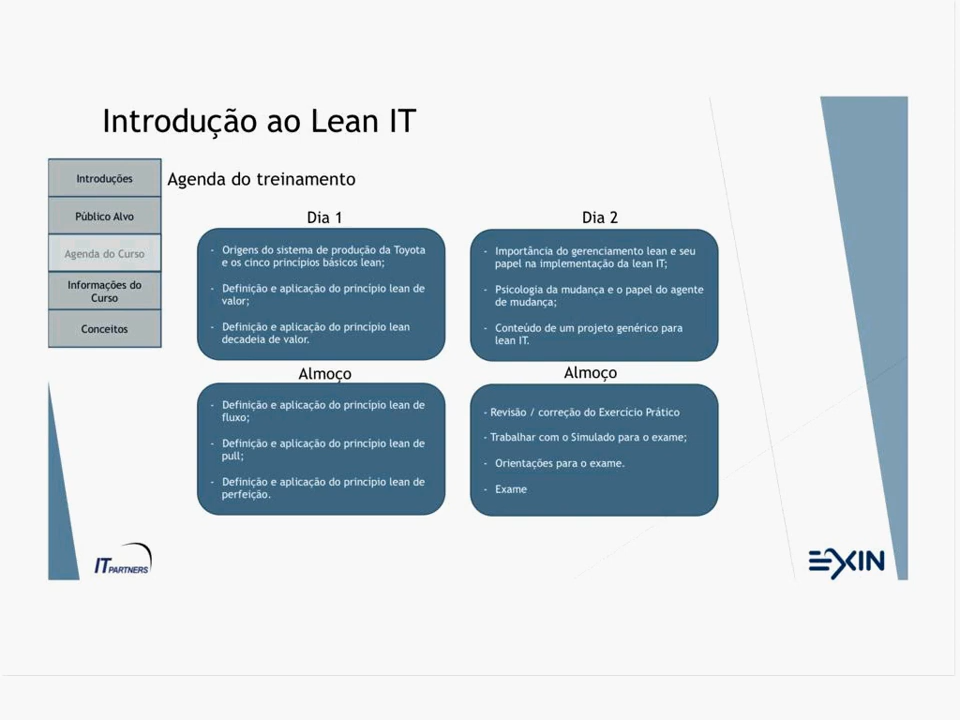 Introdução ao Lean IT
Introduções
Público Alvo
Agenda do Curso
Informações do
Curso
Conceitos
Agenda do treinamento
Dia 1
- Origens do sistema de produção da Toyota
e os cinco princípios básicos lean;
- Definição e aplicação do princípio lean de
valor;
- Definição e aplicação do princípio lean
decadeia de valor.
Almoço
- Definição e aplicação do princípio lean de
fluxo;
- Definição e aplicação do princípio lean de
pull;
- Definição e aplicação do princípio lean de
perfeição.
Dia 2
- Importância do gerenciamento lean e seu
papel na implementação da lean IT;
- Psicologia da mudança e o papel do agente
de mudança;
- Conteúdo de um projeto genérico para
lean IT.
Almoço
- Revisão / correção do Exercício Prático
- Trabalhar com o Simulado para o exame;
- Orientações para o exame.
- Exame
IT PARTNERS
EXIN